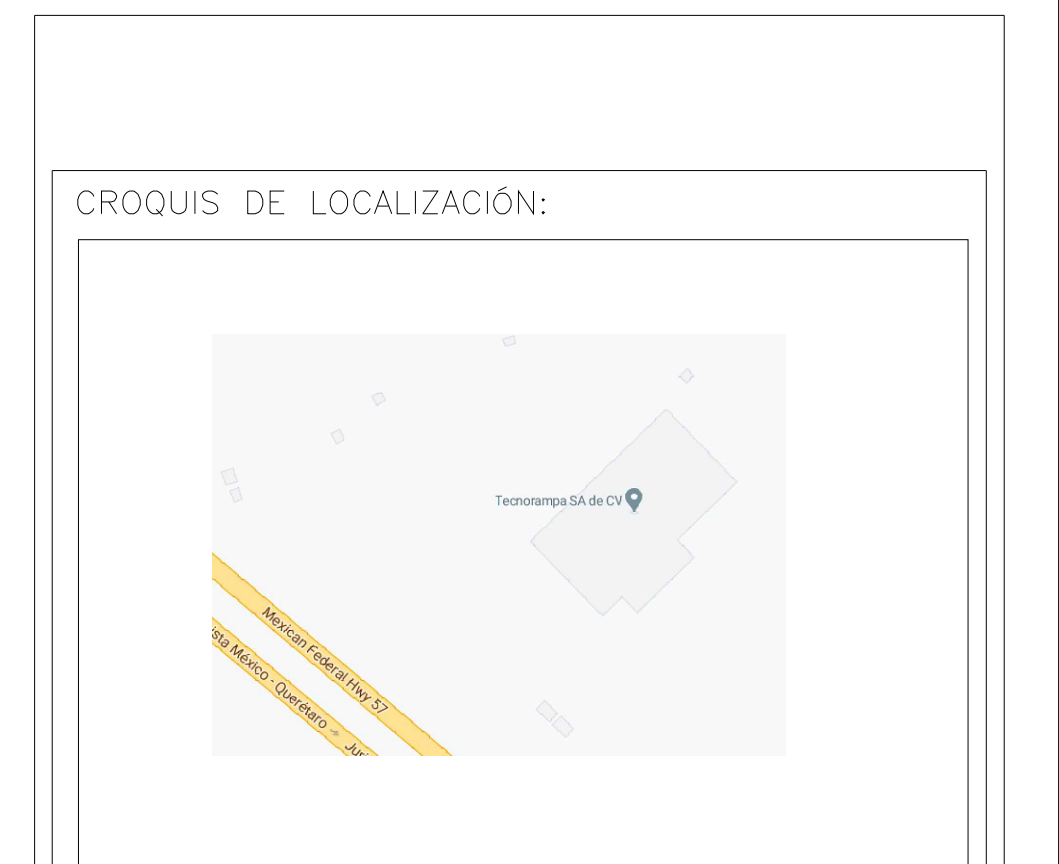 CROQUIS DE LOCALIZACIÓN:
Tecnorampa SA de CV
Mexican Federal Hwy 57
ista México - Querétaro